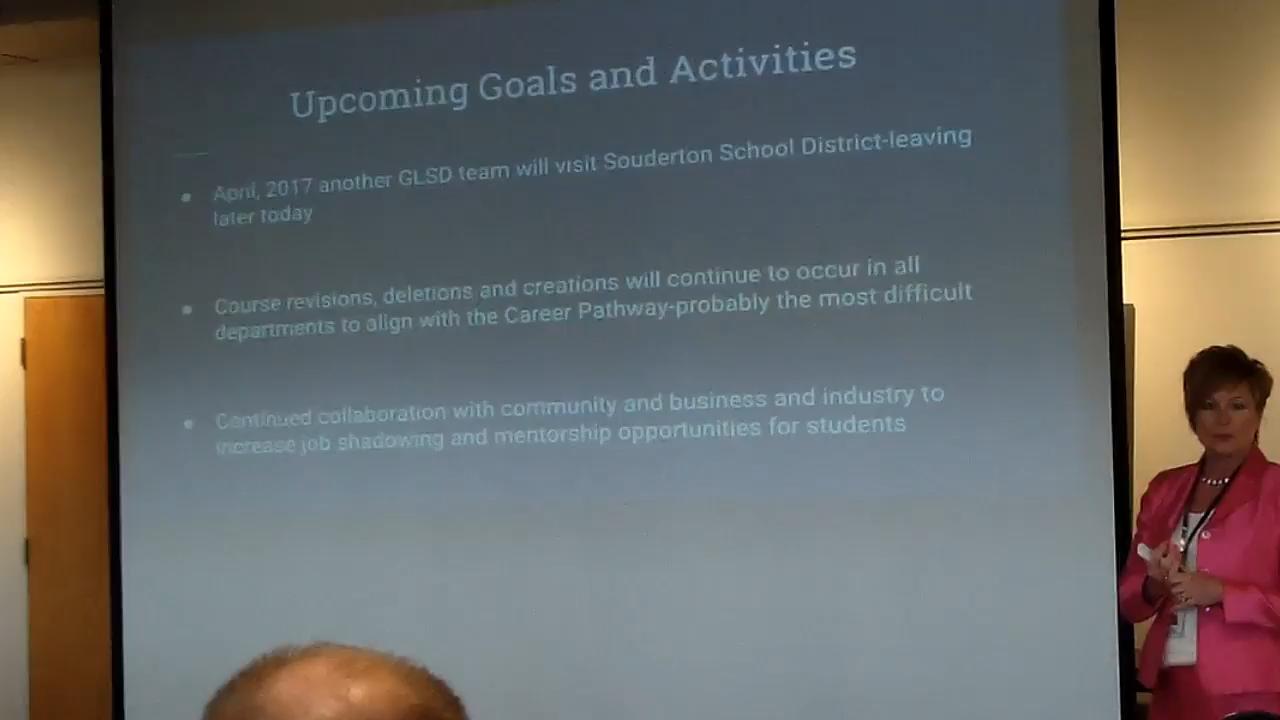 Upcoming Goals and Activities
● April, 2017 another GLSD team will visit Souderton School District-leaving
later today
● Course revisions, deletions and creations will continue to occur in all
departments to align with the Career Pathway-probably the most difficult
● Continued collaboration with community and business and industry to
increase job shadowing and mentorship opportunities for students